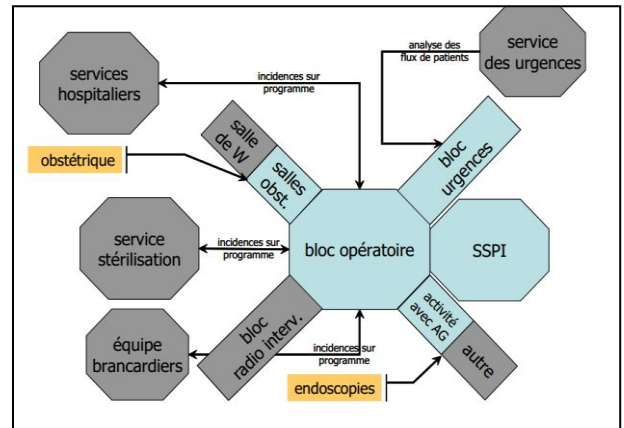 analyse des
flux de patients
service
des urgences
services
hospitaliers
incidences sur
programme
salle
de W
salles
obst.
bloc
urgences
obstétrique
service
stérilisation
incidences sur
programme
bloc opératoire
SSPI
équipe
brancardiers
bloc
radio interv.
incidences sur
programme
activité
avec AG
autre
endoscopies